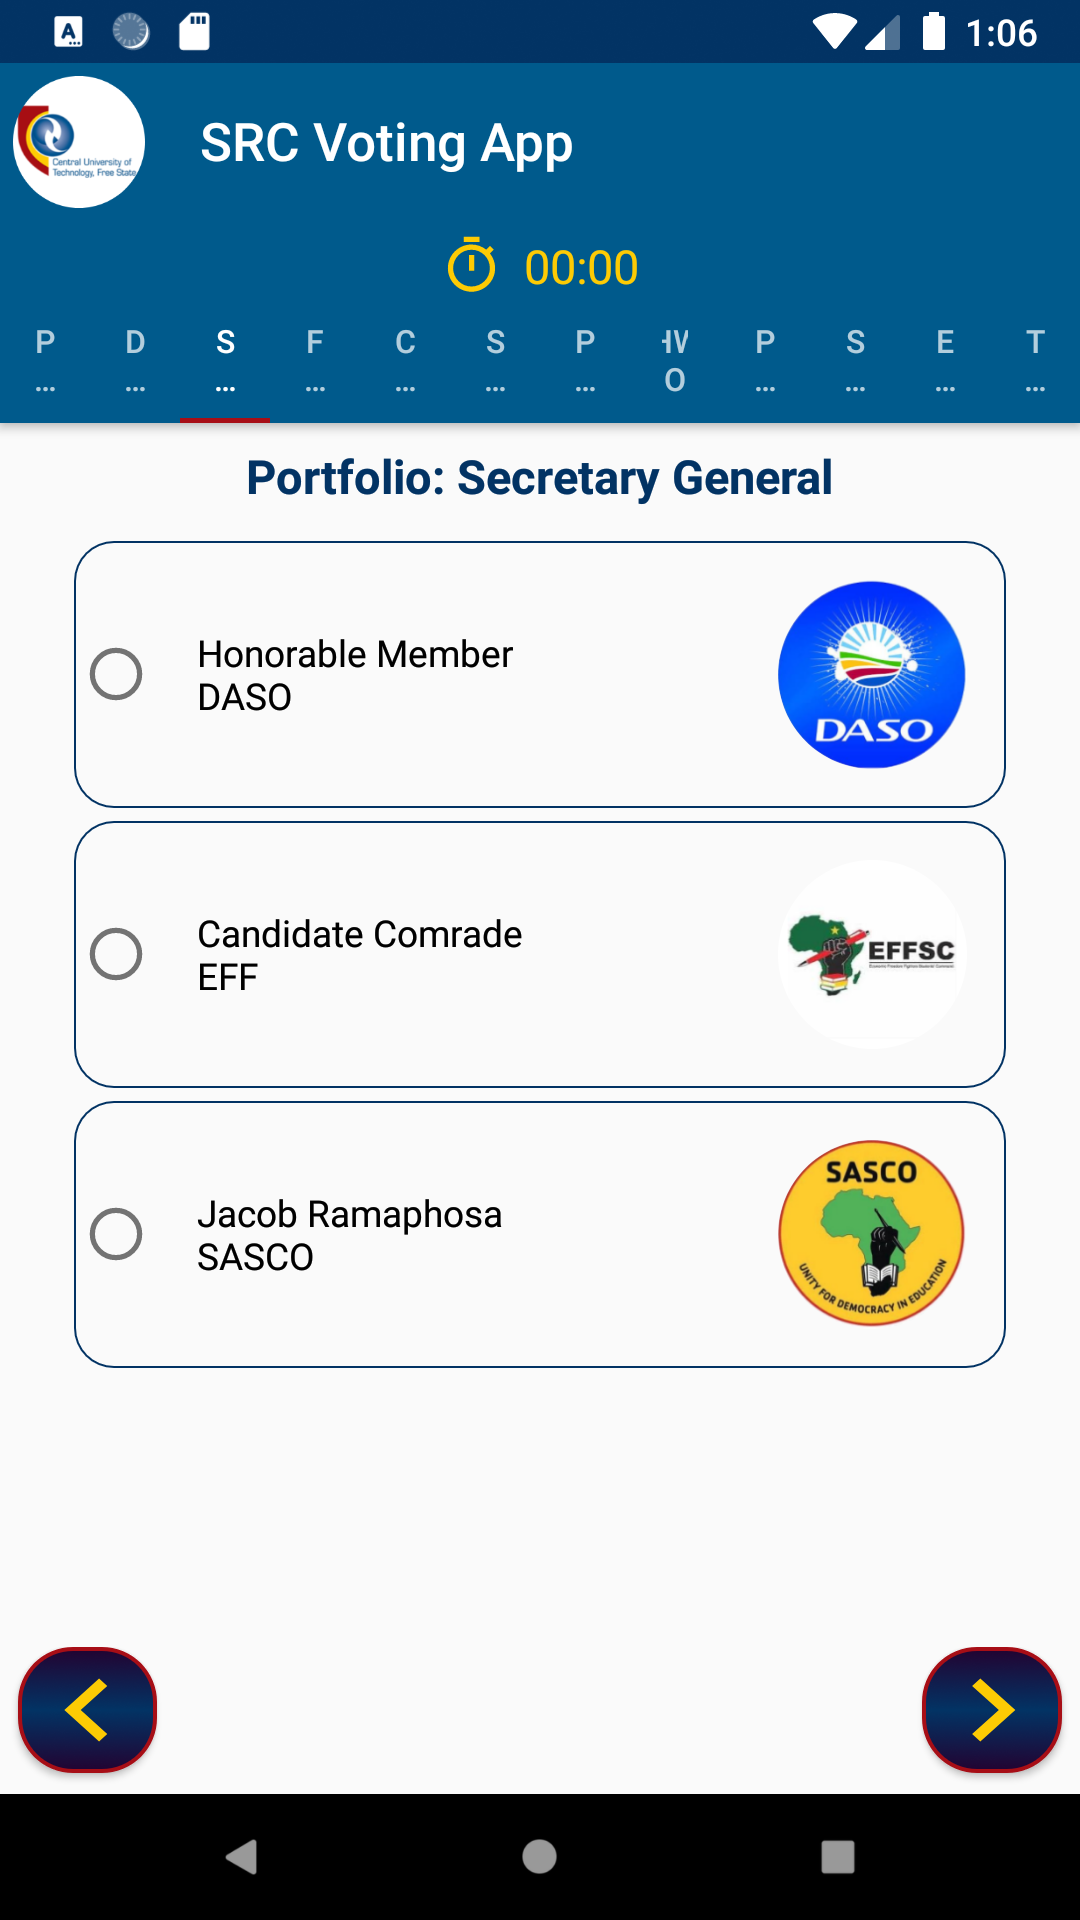 1:06
Central University of
Technology, Free State
SRC Voting App
00:00
P D S F C S P HW P S E T
... ... ... ... ... ... ... O ... ... ... ...
Portfolio: Secretary General
Honorable Member
DASO
DASO
Candidate Comrade
EFF
EFFSC
Jacob Ramaphosa
SASCO
SASCO
UNITY FOR DEMOCRACY IN EDUCATION